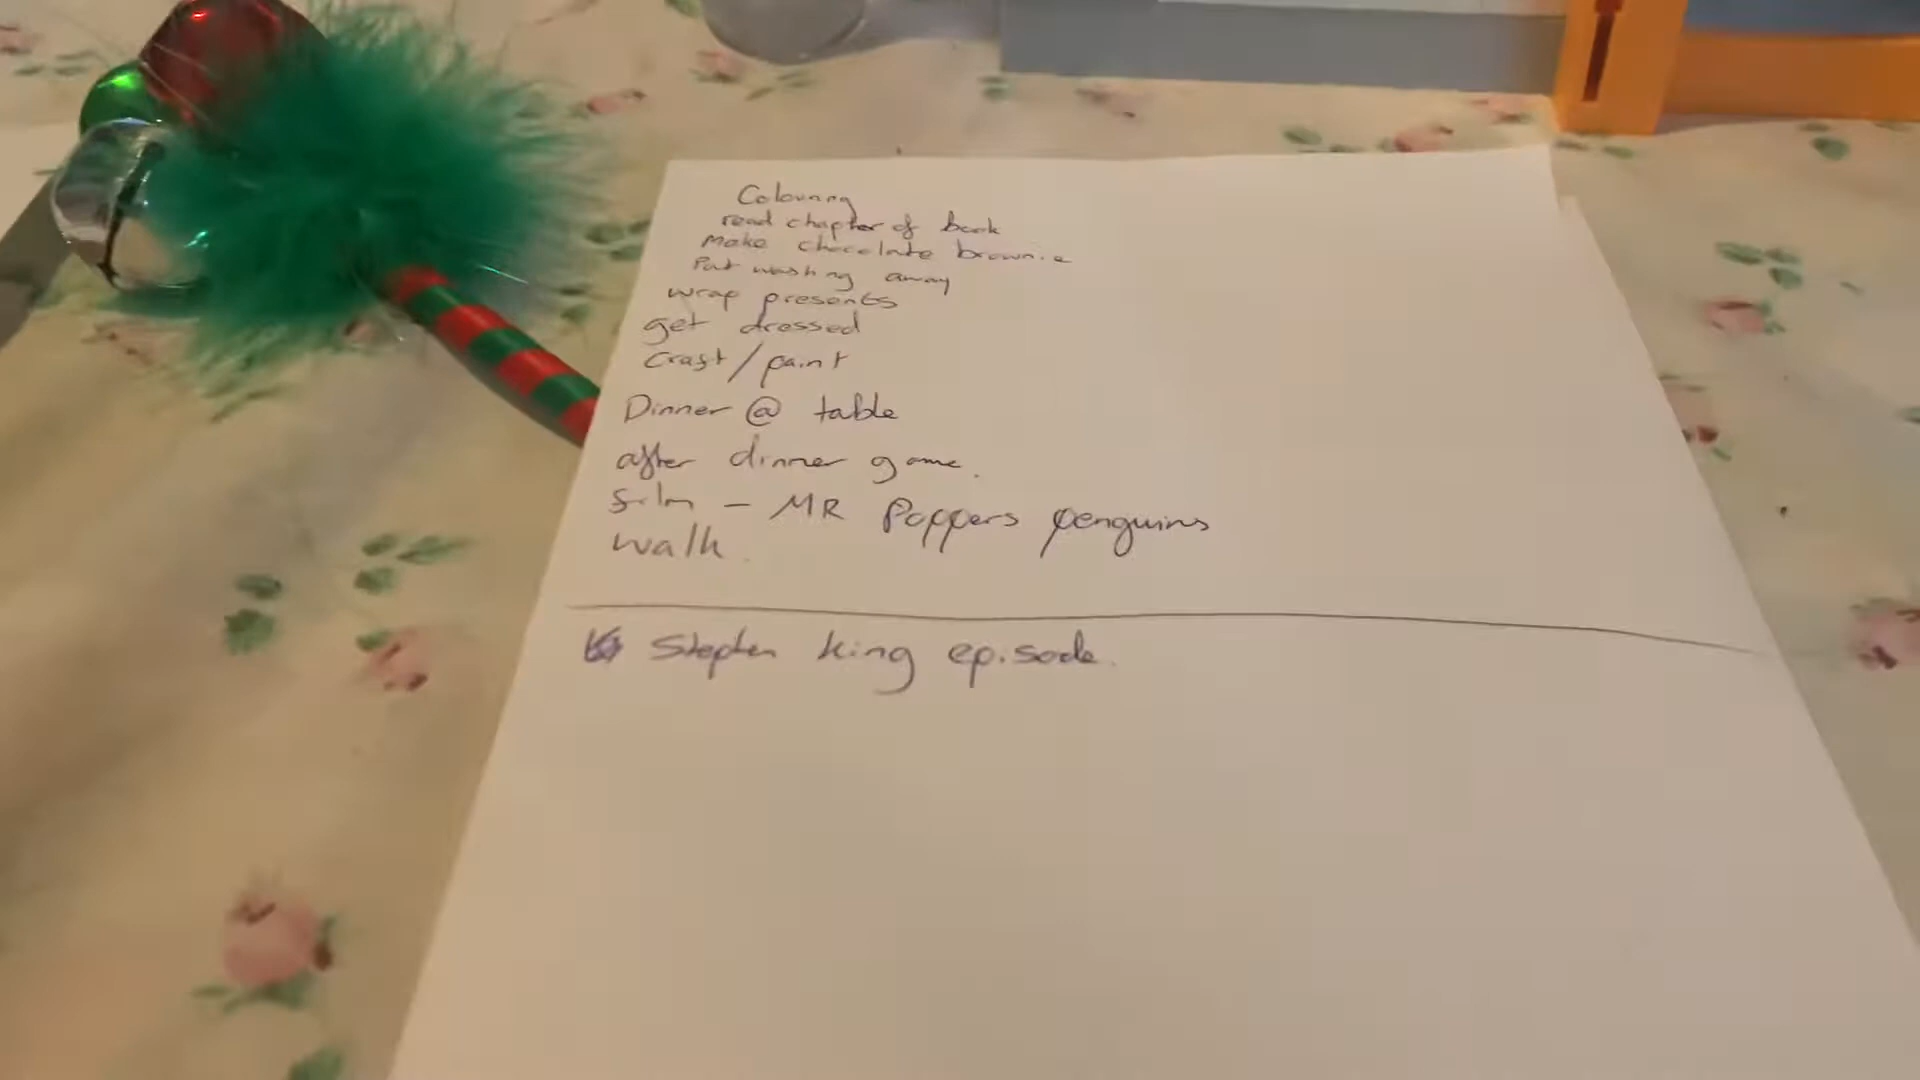 Colouring
read chapter of book
Make chocolate brownie
Put washing away
wrap presents
get dressed
Craft/paint
Dinner @ table
after dinner game.
film - MR Poppers penguins
walk.
Stephen king episode.